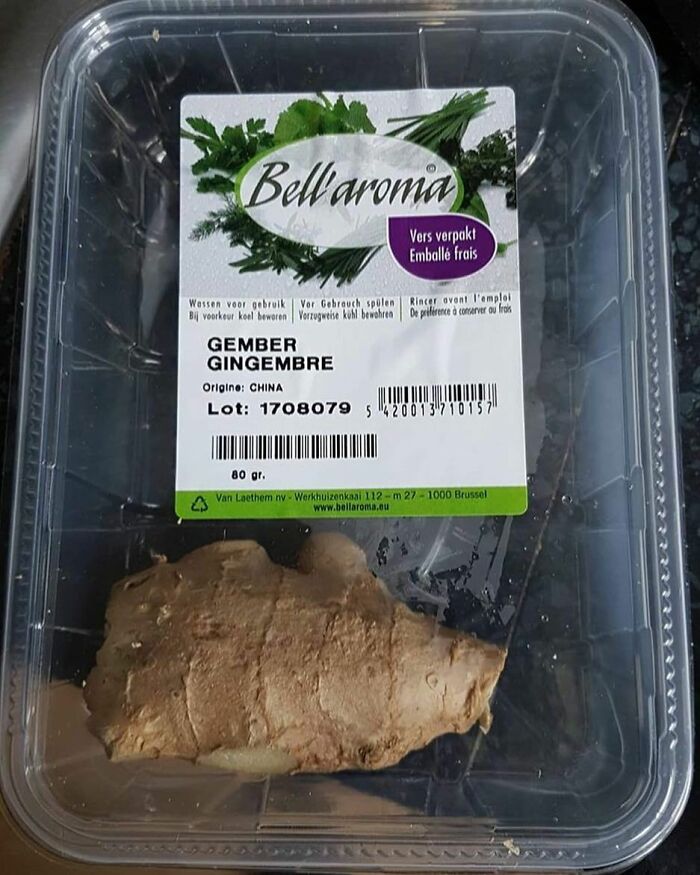 Bell'aroma©
Vers verpakt
Emballé frais
Wassen voor gebruik
Bij voorkeur koel bewaren
Vor Gebrauch spülen
Vorzugweise kühl bewahren
Rincer avant l'emploi
De préférence à conserver au frais
GEMBER
GINGEMBRE
Origine: CHINA
Lot: 1708079
5 420013 710157
80 gr.
Van Laethem nv - Werkhuizenkaai 112 - m 27 - 1000 Brussel
www.bellaroma.eu